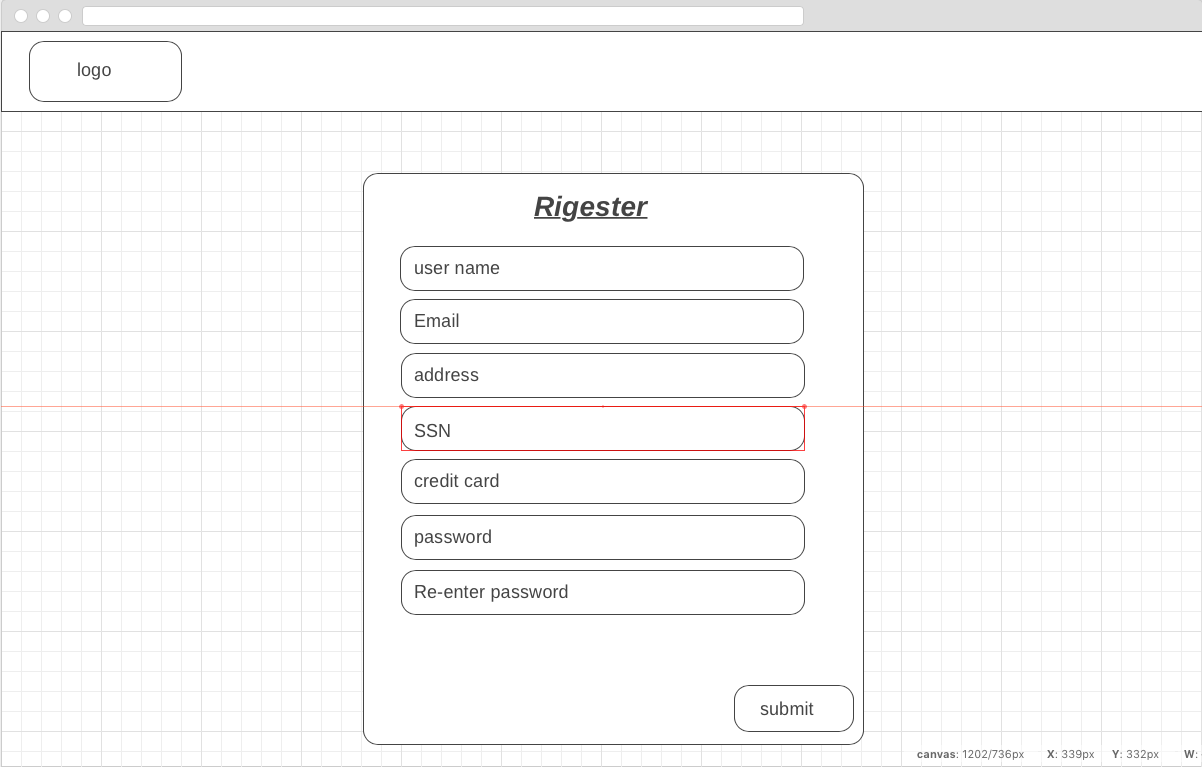 logo
Rigester
user name
Email
address
SSN
credit card
password
Re-enter password
submit
canvas: 1202/736px X: 339px Y: 332px W: